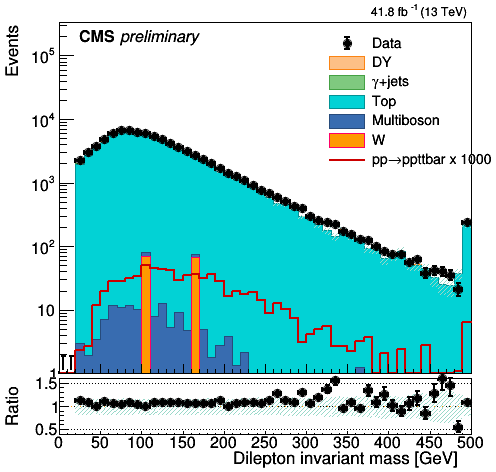 41.8 fb⁻¹ (13 TeV)
CMS preliminary
Events
Data
DY
γ+jets
Top
Multiboson
W
pp→ppttbar x 1000
10⁵
10⁴
10³
10²
10
1
Ratio
1.5
1
0.5
0 50 100 150 200 250 300 350 400 450 500
Dilepton invariant mass [GeV]